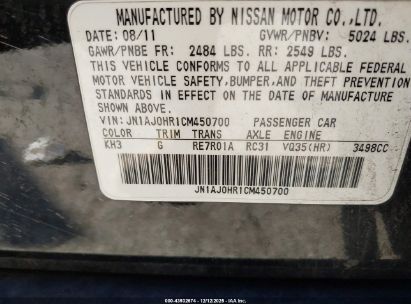 MANUFACTURED BY NISSAN MOTOR CO.,LTD.
DATE: 08/11 GVWR/PNBV: 5024 LBS.
GAWR/PNBE FR: 2484 LBS. RR: 2549 LBS.
THIS VEHICLE CONFORMS TO ALL APPLICABLE FEDERAL
MOTOR VEHICLE SAFETY, BUMPER, AND THEFT PREVENTION
STANDARDS IN EFFECT ON THE DATE OF MANUFACTURE
SHOWN ABOVE.
VIN: JN1AJ0HR1CM450700 PASSENGER CAR
COLOR TRIM TRANS AXLE ENGINE
KH3 G RE7R01A RC31 VQ35(HR) 3498CC
JN1AJ0HR1CM450700